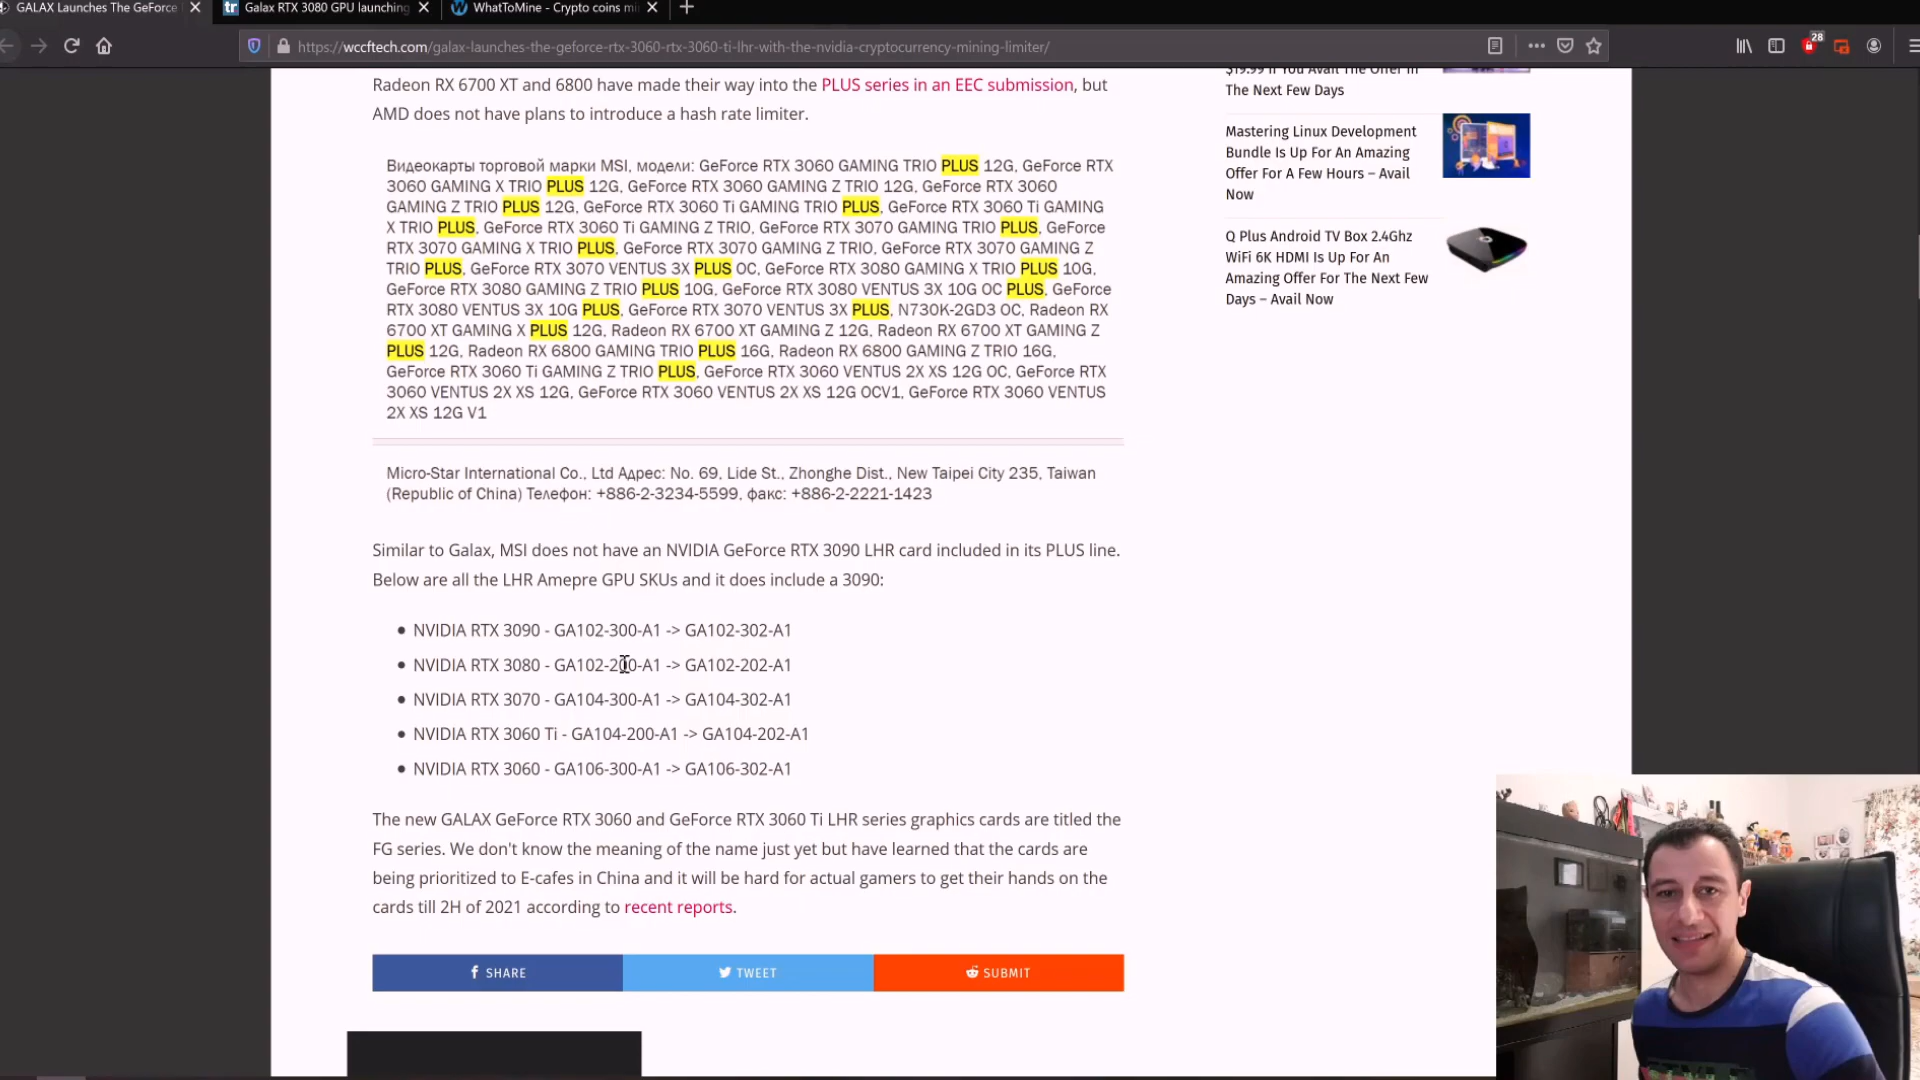 GALAX Launches The GeForce
Galax RTX 3080 GPU launching
WhatToMine - Crypto coins mi
https://wccftech.com/galax-launches-the-geforce-rtx-3060-rtx-3060-ti-lhr-with-the-nvidia-cryptocurrency-mining-limiter/
28
Radeon RX 6700 XT and 6800 have made their way into the PLUS series in an EEC submission, but
AMD does not have plans to introduce a hash rate limiter.
Видеокарты торговой марки MSI, модели: GeForce RTX 3060 GAMING TRIO PLUS 12G, GeForce RTX
3060 GAMING X TRIO PLUS 12G, GeForce RTX 3060 GAMING Z TRIO 12G, GeForce RTX 3060
GAMING Z TRIO PLUS 12G, GeForce RTX 3060 Ti GAMING TRIO PLUS, GeForce RTX 3060 Ti GAMING
X TRIO PLUS, GeForce RTX 3060 Ti GAMING Z TRIO, GeForce RTX 3070 GAMING TRIO PLUS, GeForce
RTX 3070 GAMING X TRIO PLUS, GeForce RTX 3070 GAMING Z TRIO, GeForce RTX 3070 GAMING Z
TRIO PLUS, GeForce RTX 3070 VENTUS 3X PLUS OC, GeForce RTX 3080 GAMING X TRIO PLUS 10G,
GeForce RTX 3080 GAMING Z TRIO PLUS 10G, GeForce RTX 3080 VENTUS 3X 10G OC PLUS, GeForce
RTX 3080 VENTUS 3X 10G PLUS, GeForce RTX 3070 VENTUS 3X PLUS, N730K-2GD3 OC, Radeon RX
6700 XT GAMING X PLUS 12G, Radeon RX 6700 XT GAMING Z 12G, Radeon RX 6700 XT GAMING Z
PLUS 12G, Radeon RX 6800 GAMING TRIO PLUS 16G, Radeon RX 6800 GAMING Z TRIO 16G,
GeForce RTX 3060 Ti GAMING Z TRIO PLUS, GeForce RTX 3060 VENTUS 2X XS 12G OC, GeForce RTX
3060 VENTUS 2X XS 12G, GeForce RTX 3060 VENTUS 2X XS 12G OCV1, GeForce RTX 3060 VENTUS
2X XS 12G V1
Micro-Star International Co., Ltd Адрес: No. 69, Lide St., Zhonghe Dist., New Taipei City 235, Taiwan
(Republic of China) Телефон: +886-2-3234-5599, факс: +886-2-2221-1423
Similar to Galax, MSI does not have an NVIDIA GeForce RTX 3090 LHR card included in its PLUS line.
Below are all the LHR Amepre GPU SKUs and it does include a 3090:
• NVIDIA RTX 3090 - GA102-300-A1 -> GA102-302-A1
• NVIDIA RTX 3080 - GA102-200-A1 -> GA102-202-A1
• NVIDIA RTX 3070 - GA104-300-A1 -> GA104-302-A1
• NVIDIA RTX 3060 Ti - GA104-200-A1 -> GA104-202-A1
• NVIDIA RTX 3060 - GA106-300-A1 -> GA106-302-A1
The new GALAX GeForce RTX 3060 and GeForce RTX 3060 Ti LHR series graphics cards are titled the
FG series. We don't know the meaning of the name just yet but have learned that the cards are
being prioritized to E-cafes in China and it will be hard for actual gamers to get their hands on the
cards till 2H of 2021 according to recent reports.
SHARE
TWEET
SUBMIT
$19.99 If You Avail The Offer In
The Next Few Days
Mastering Linux Development
Bundle Is Up For An Amazing
Offer For A Few Hours – Avail
Now
Q Plus Android TV Box 2.4Ghz
WiFi 6K HDMI Is Up For An
Amazing Offer For The Next Few
Days – Avail Now